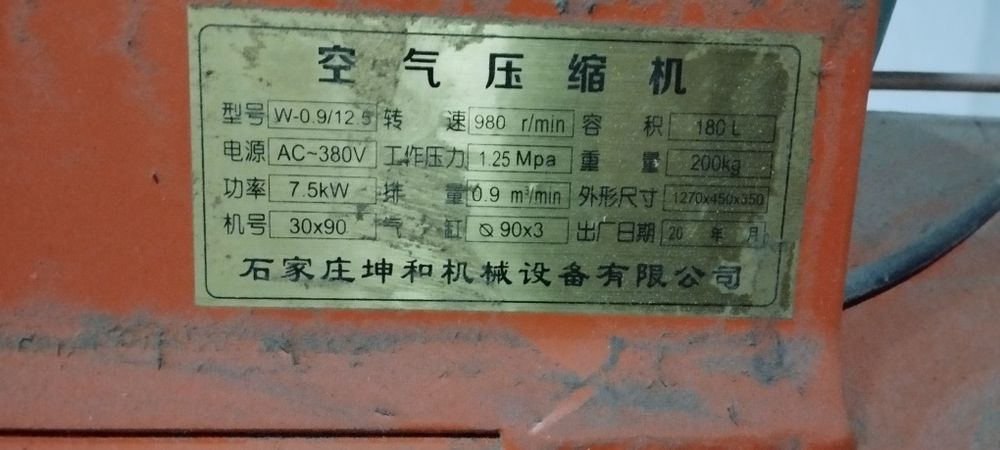 空气压缩机
型号 W-0.9/12.5 转速 980 r/min 容积 180 L
电源 AC~380V 工作压力 1.25 Mpa 重量 200kg
功率 7.5kW 排量 0.9 m³/min 外形尺寸 1270x450x350
机号 30x90 气缸 ⌀ 90x3 出厂日期 20 年 月
石家庄坤和机械设备有限公司